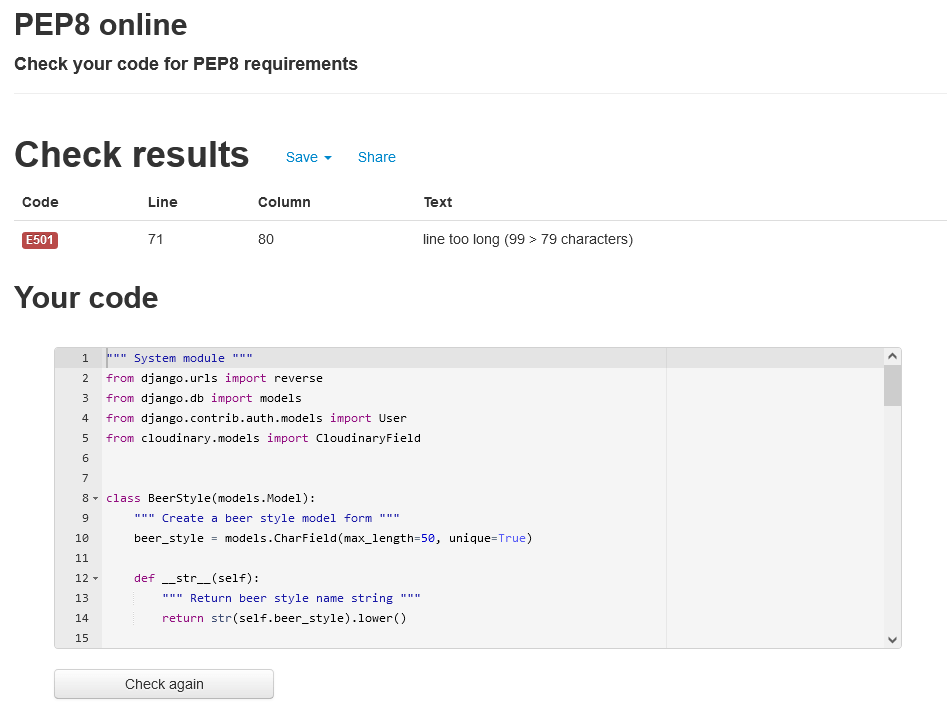 PEP8 online
Check your code for PEP8 requirements
Check results Save Share
Code Line Column Text
E501 71 80 line too long (99 > 79 characters)
Your code
1 """ System module """
2 from django.urls import reverse
3 from django.db import models
4 from django.contrib.auth.models import User
5 from cloudinary.models import CloudinaryField
6
7
8 class BeerStyle(models.Model):
9     """ Create a beer style model form """
10     beer_style = models.CharField(max_length=50, unique=True)
11
12     def __str__(self):
13         """ Return beer style name string """
14         return str(self.beer_style).lower()
15
Check again